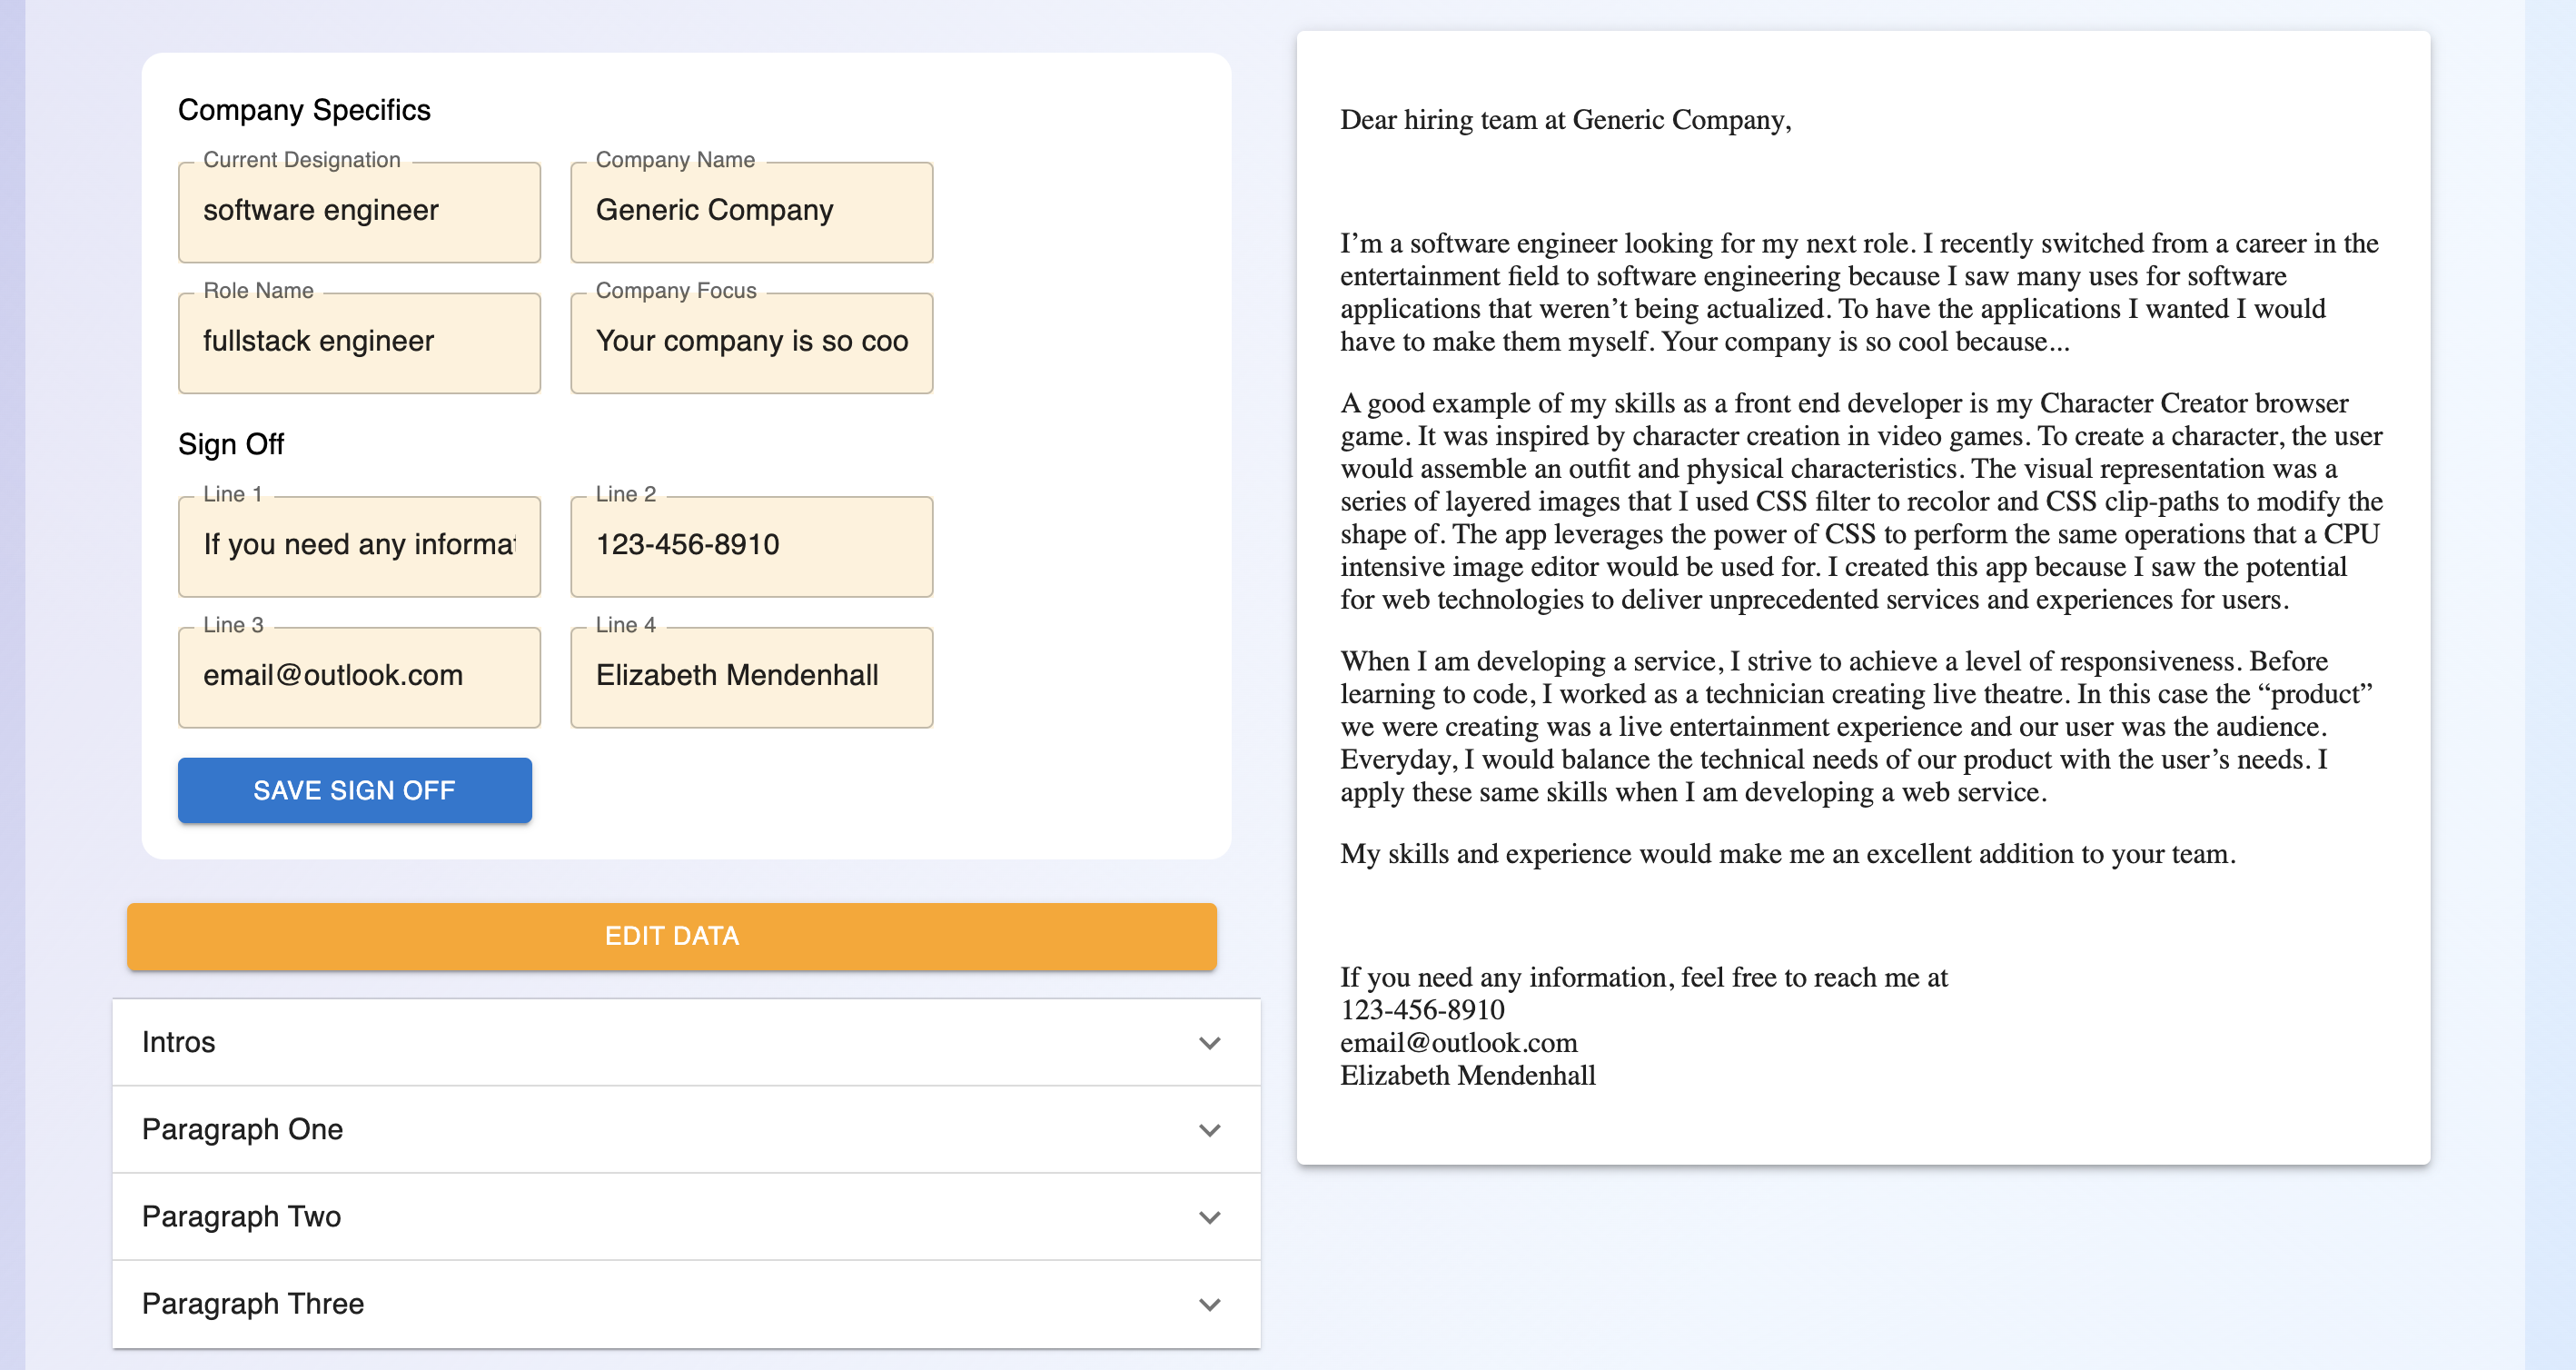 Company Specifics
Current Designation
software engineer
Company Name
Generic Company
Role Name
fullstack engineer
Company Focus
Your company is so coo
Sign Off
Line 1
If you need any informat
Line 2
123-456-8910
Line 3
email@outlook.com
Line 4
Elizabeth Mendenhall
SAVE SIGN OFF
EDIT DATA
Intros
Paragraph One
Paragraph Two
Paragraph Three
Dear hiring team at Generic Company,
I’m a software engineer looking for my next role. I recently switched from a career in the
entertainment field to software engineering because I saw many uses for software
applications that weren’t being actualized. To have the applications I wanted I would
have to make them myself. Your company is so cool because...
A good example of my skills as a front end developer is my Character Creator browser
game. It was inspired by character creation in video games. To create a character, the user
would assemble an outfit and physical characteristics. The visual representation was a
series of layered images that I used CSS filter to recolor and CSS clip-paths to modify the
shape of. The app leverages the power of CSS to perform the same operations that a CPU
intensive image editor would be used for. I created this app because I saw the potential
for web technologies to deliver unprecedented services and experiences for users.
When I am developing a service, I strive to achieve a level of responsiveness. Before
learning to code, I worked as a technician creating live theatre. In this case the “product”
we were creating was a live entertainment experience and our user was the audience.
Everyday, I would balance the technical needs of our product with the user’s needs. I
apply these same skills when I am developing a web service.
My skills and experience would make me an excellent addition to your team.
If you need any information, feel free to reach me at
123-456-8910
email@outlook.com
Elizabeth Mendenhall